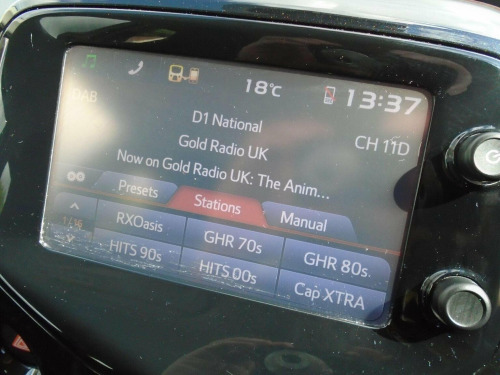 18°C
13:37
DAB
D1 National
CH 11D
Gold Radio UK
Now on Gold Radio UK: The Anim...
Presets
Stations
Manual
RXOasis
GHR 70s
GHR 80s
HITS 90s
HITS 00s
Cap XTRA